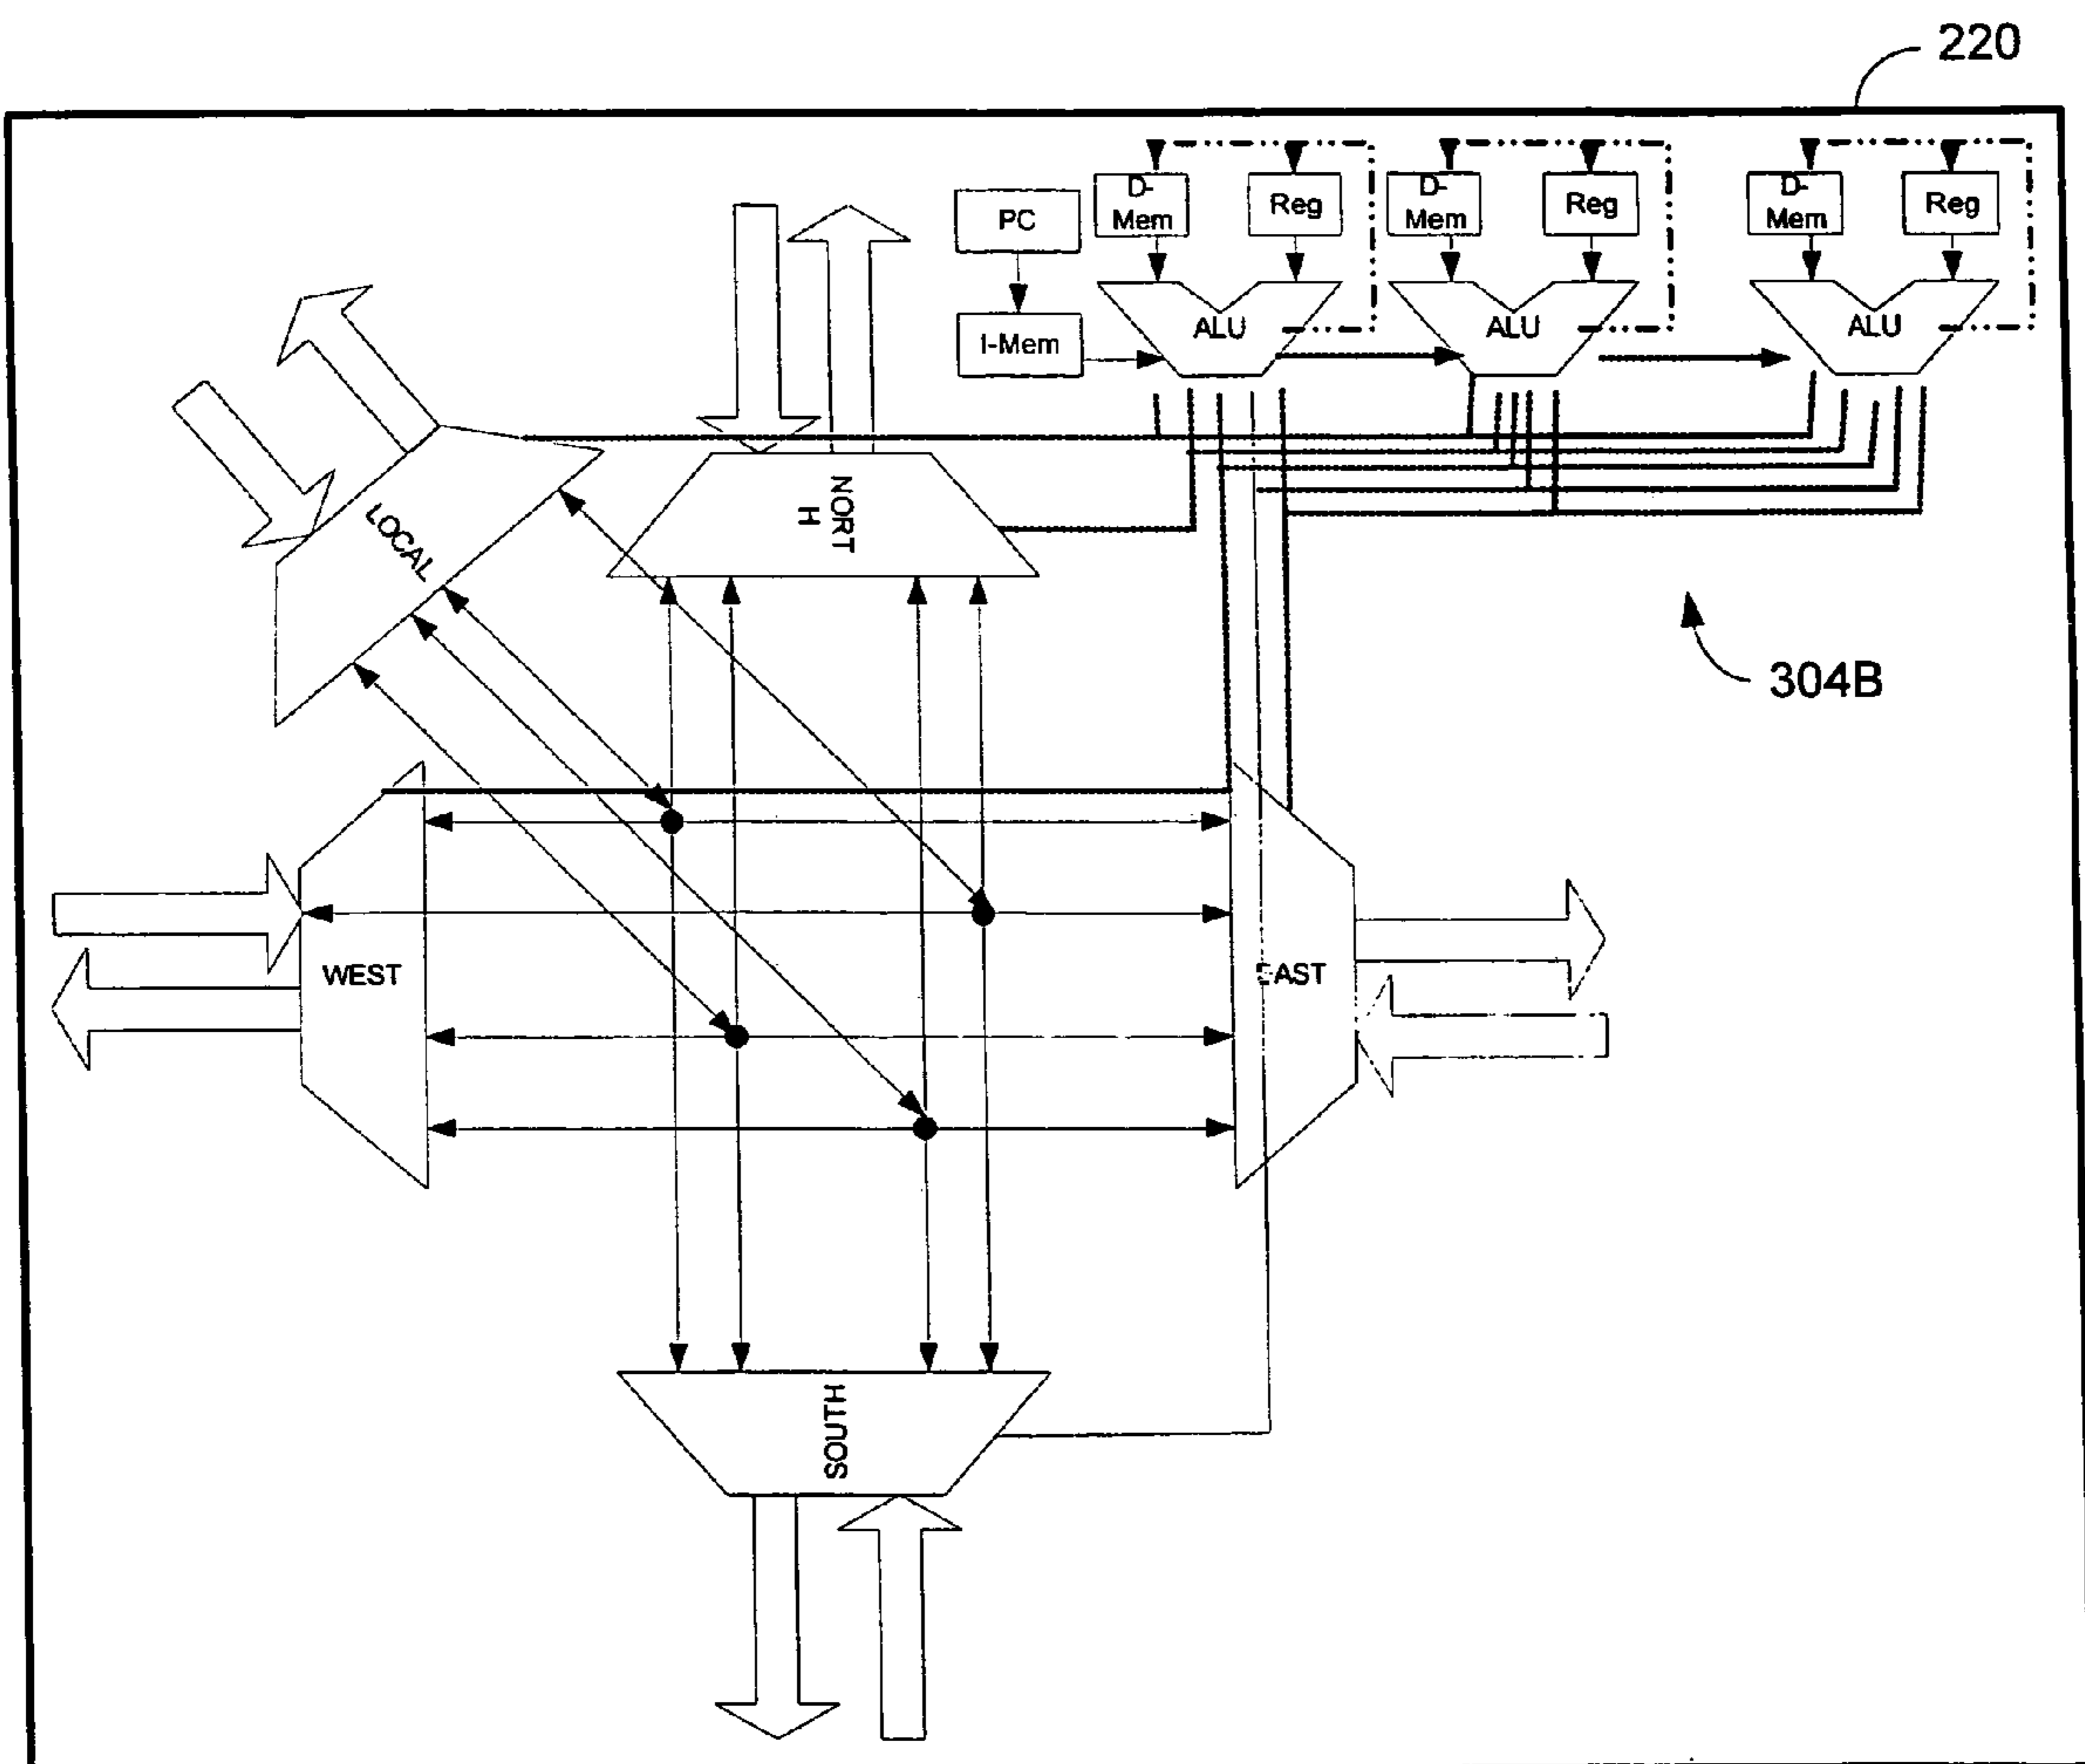 220
D-
Mem
Reg
D-
Mem
Reg
D-
Mem
Reg
PC
I-Mem
ALU
ALU
ALU
NORT
H
LOCAL
304B
WEST
EAST
SOUTH